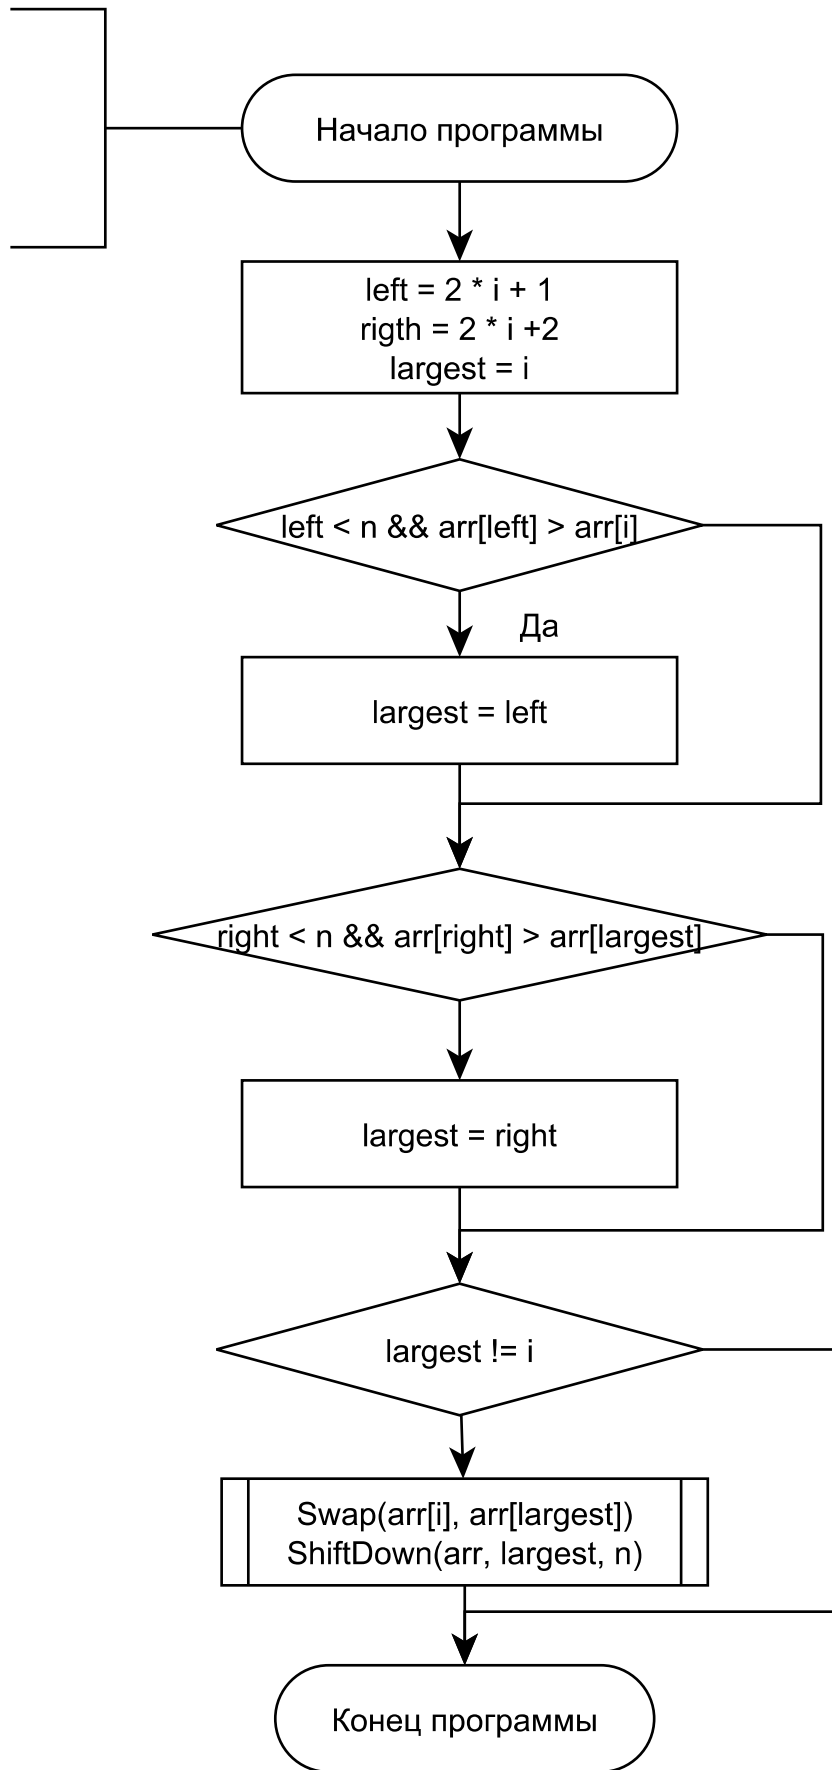 Начало программы
left = 2 * i + 1
rigth = 2 * i +2
largest = i
left < n && arr[left] > arr[i]
Да
largest = left
right < n && arr[right] > arr[largest]
largest = right
largest != i
Swap(arr[i], arr[largest])
ShiftDown(arr, largest, n)
Конец программы